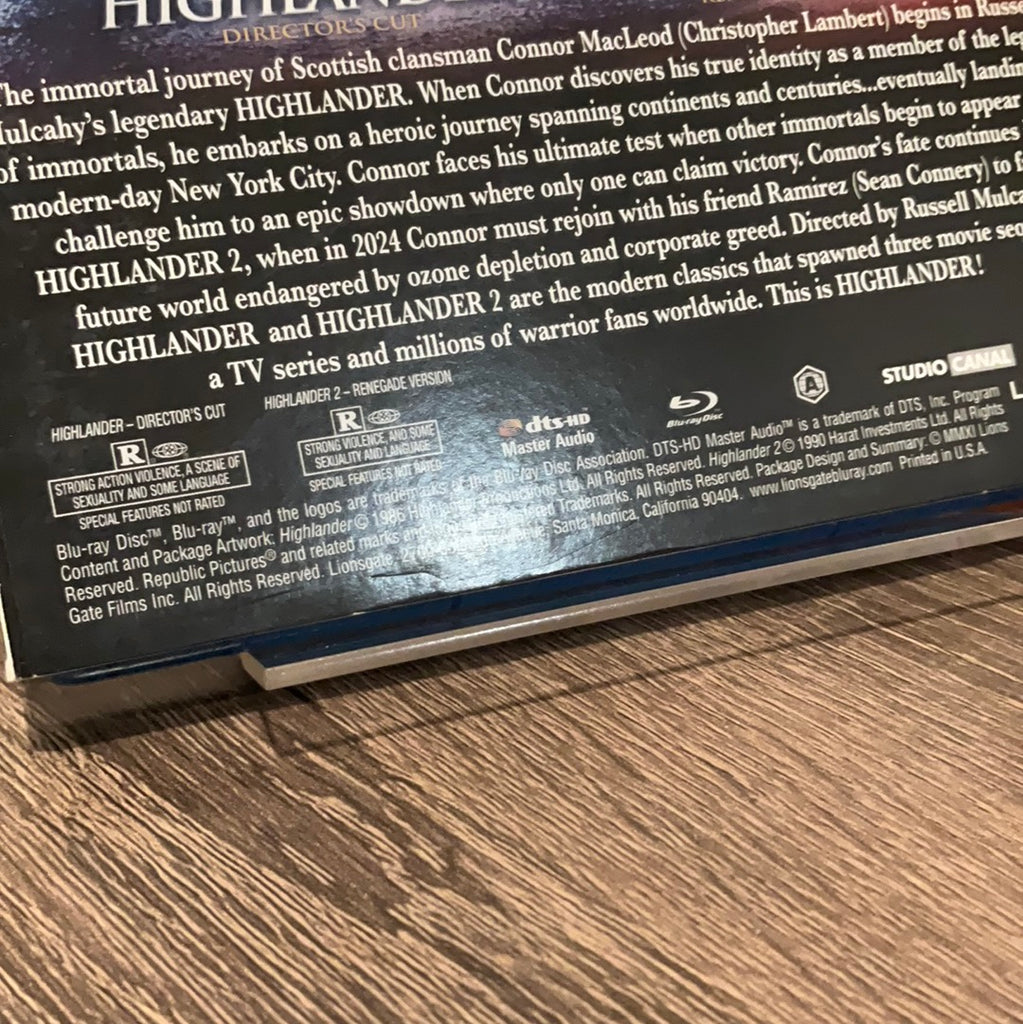 HIGHLANDER
DIRECTOR'S CUT
The immortal journey of Scottish clansman Connor MacLeod (Christopher Lambert) begins in Russe
Mulcahy's legendary HIGHLANDER. When Connor discovers his true identity as a member of the leg
of immortals, he embarks on a heroic journey spanning continents and centuries...eventually landin
modern-day New York City. Connor faces his ultimate test when other immortals begin to appear
challenge him to an epic showdown where only one can claim victory. Connor's fate continues
HIGHLANDER 2, when in 2024 Connor must rejoin with his friend Ramirez (Sean Connery) to f
future world endangered by ozone depletion and corporate greed. Directed by Russell Mulca
HIGHLANDER and HIGHLANDER 2 are the modern classics that spawned three movie seq
a TV series and millions of warrior fans worldwide. This is HIGHLANDER!
HIGHLANDER – DIRECTOR'S CUT
R
STRONG ACTION VIOLENCE, A SCENE OF
SEXUALITY AND SOME LANGUAGE
SPECIAL FEATURES NOT RATED
HIGHLANDER 2 – RENEGADE VERSION
R
STRONG VIOLENCE, AND SOME
SEXUALITY AND LANGUAGE
SPECIAL FEATURES NOT RATED
dts-HD
Master Audio
Blu-ray Disc
A
STUDIO CANAL
L
Blu-ray Disc™, Blu-ray™, and the logos are trademarks of the Blu-ray Disc Association. DTS-HD Master Audio™ is a trademark of DTS, Inc. Program
Content and Package Artwork: Highlander © 1986 Productions Ltd. All Rights Reserved. Highlander 2 © 1990 Harat Investments Ltd. All Rights
Reserved. Republic Pictures® and related marks Trademarks. All Rights Reserved. Package Design and Summary: © MMXI Lions
Gate Films Inc. All Rights Reserved. Lionsgate, Santa Monica, California 90404. www.lionsgatebluray.com Printed in U.S.A.